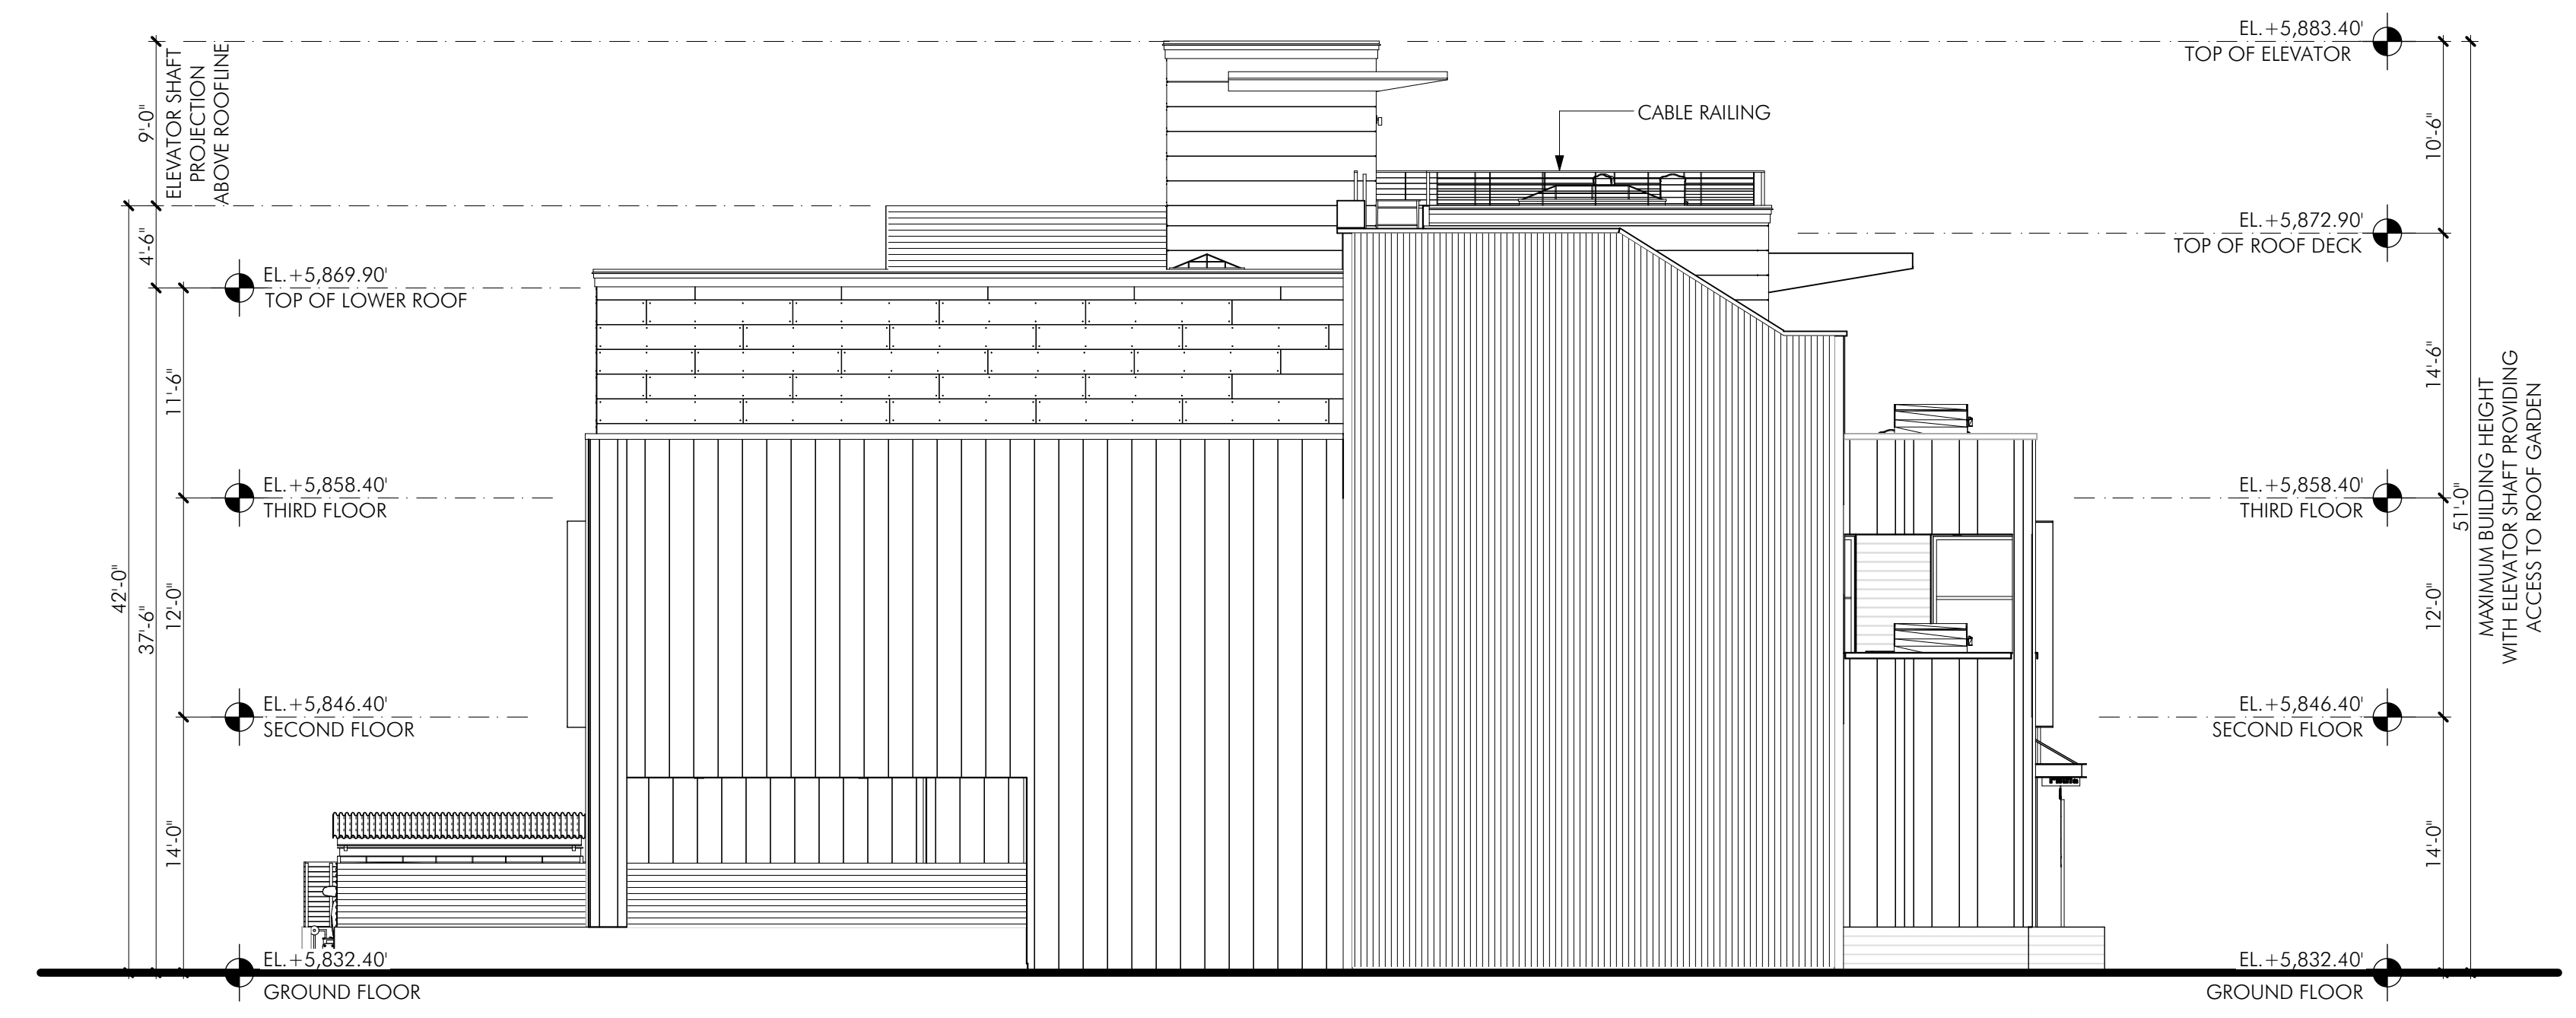 EL.+5,883.40'
TOP OF ELEVATOR
ELEVATOR SHAFT
PROJECTION
ABOVE ROOFLINE
9'-0"
CABLE RAILING
10'-6"
4'-6"
EL.+5,872.90'
TOP OF ROOF DECK
EL.+5,869.90'
TOP OF LOWER ROOF
11'-6"
14'-6"
MAXIMUM BUILDING HEIGHT
WITH ELEVATOR SHAFT PROVIDING
ACCESS TO ROOF GARDEN
51'-0"
EL.+5,858.40'
THIRD FLOOR
EL.+5,858.40'
THIRD FLOOR
42'-0"
37'-6"
12'-0"
12'-0"
EL.+5,846.40'
SECOND FLOOR
EL.+5,846.40'
SECOND FLOOR
14'-0"
14'-0"
EL.+5,832.40'
GROUND FLOOR
EL.+5,832.40'
GROUND FLOOR